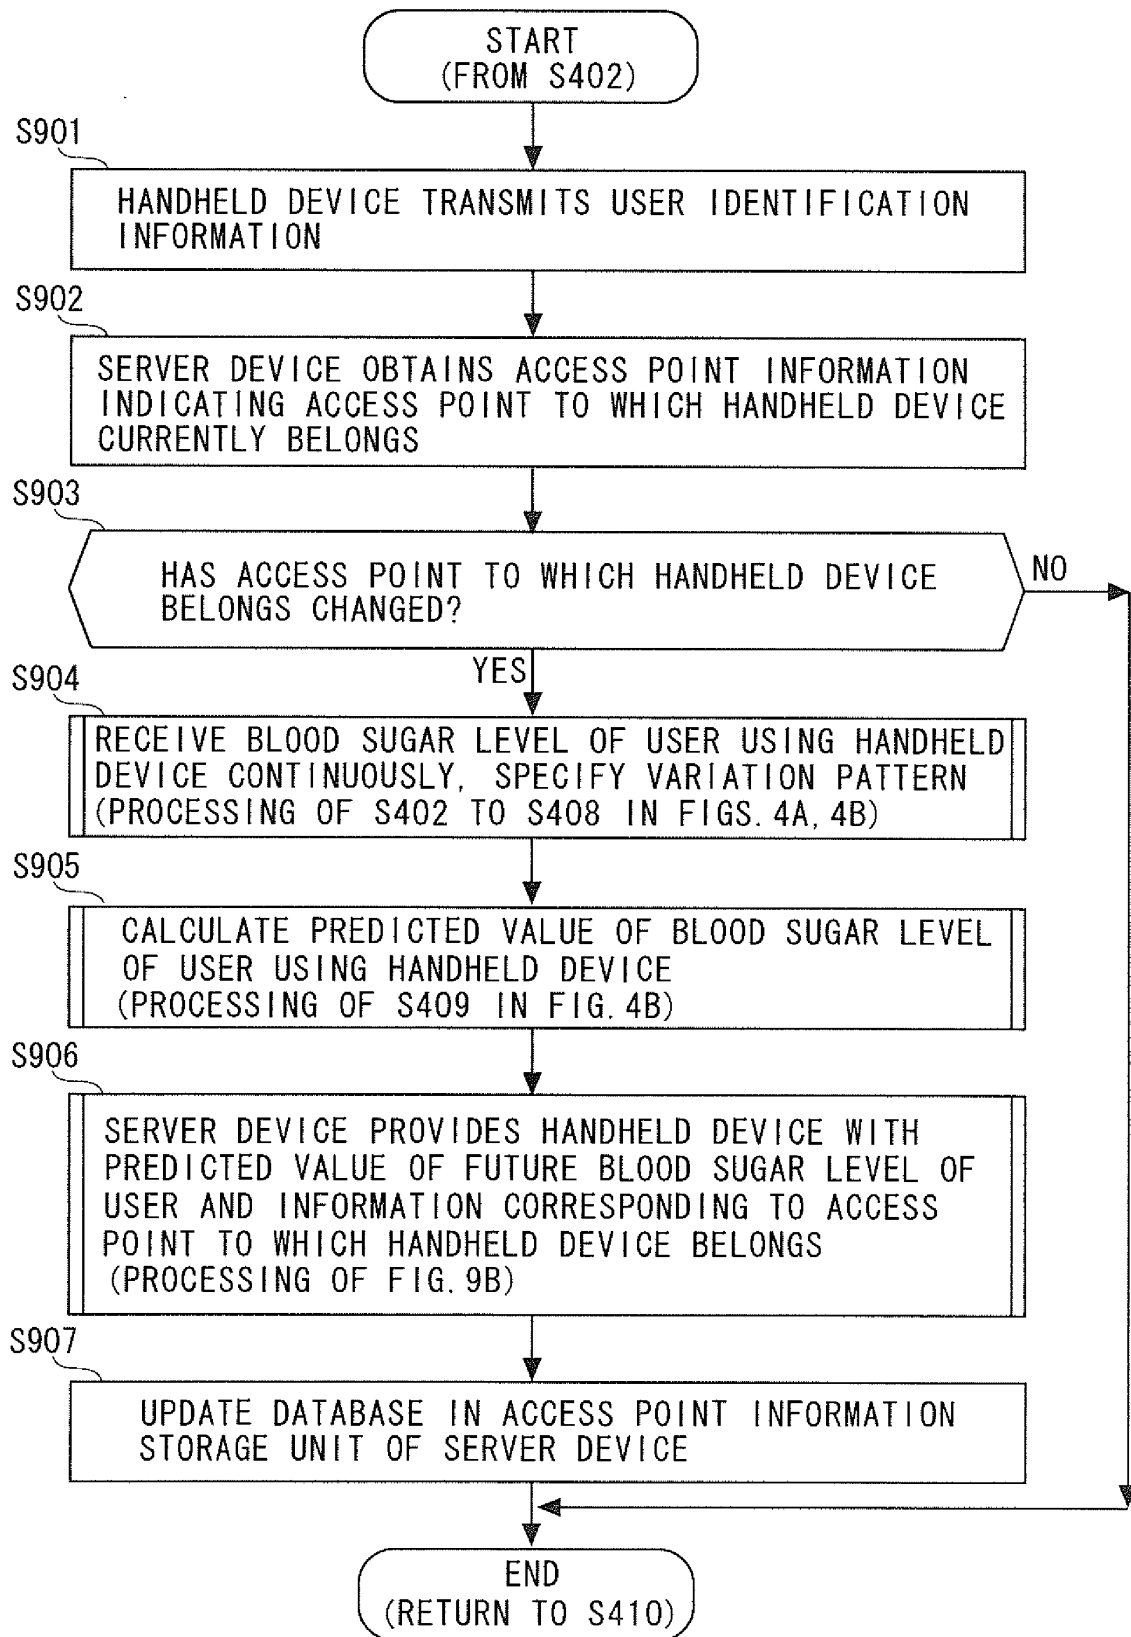 START
(FROM S402)
S901
HANDHELD DEVICE TRANSMITS USER IDENTIFICATION
INFORMATION
S902
SERVER DEVICE OBTAINS ACCESS POINT INFORMATION
INDICATING ACCESS POINT TO WHICH HANDHELD DEVICE
CURRENTLY BELONGS
S903
HAS ACCESS POINT TO WHICH HANDHELD DEVICE
BELONGS CHANGED?
NO
YES
S904
RECEIVE BLOOD SUGAR LEVEL OF USER USING HANDHELD
DEVICE CONTINUOUSLY, SPECIFY VARIATION PATTERN
(PROCESSING OF S402 TO S408 IN FIGS. 4A, 4B)
S905
CALCULATE PREDICTED VALUE OF BLOOD SUGAR LEVEL
OF USER USING HANDHELD DEVICE
(PROCESSING OF S409 IN FIG. 4B)
S906
SERVER DEVICE PROVIDES HANDHELD DEVICE WITH
PREDICTED VALUE OF FUTURE BLOOD SUGAR LEVEL OF
USER AND INFORMATION CORRESPONDING TO ACCESS
POINT TO WHICH HANDHELD DEVICE BELONGS
(PROCESSING OF FIG. 9B)
S907
UPDATE DATABASE IN ACCESS POINT INFORMATION
STORAGE UNIT OF SERVER DEVICE
END
(RETURN TO S410)